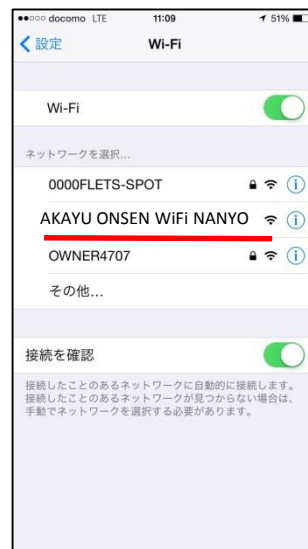 docomo LTE 11:09 51%
設定 Wi-Fi
Wi-Fi
ネットワークを選択...
0000FLETS-SPOT
AKAYU ONSEN WiFi NANYO
OWNER4707
その他...
接続を確認
接続したことのあるネットワークに自動的に接続します。
接続したことのあるネットワークが見つからない場合は、
手動でネットワークを選択する必要があります。